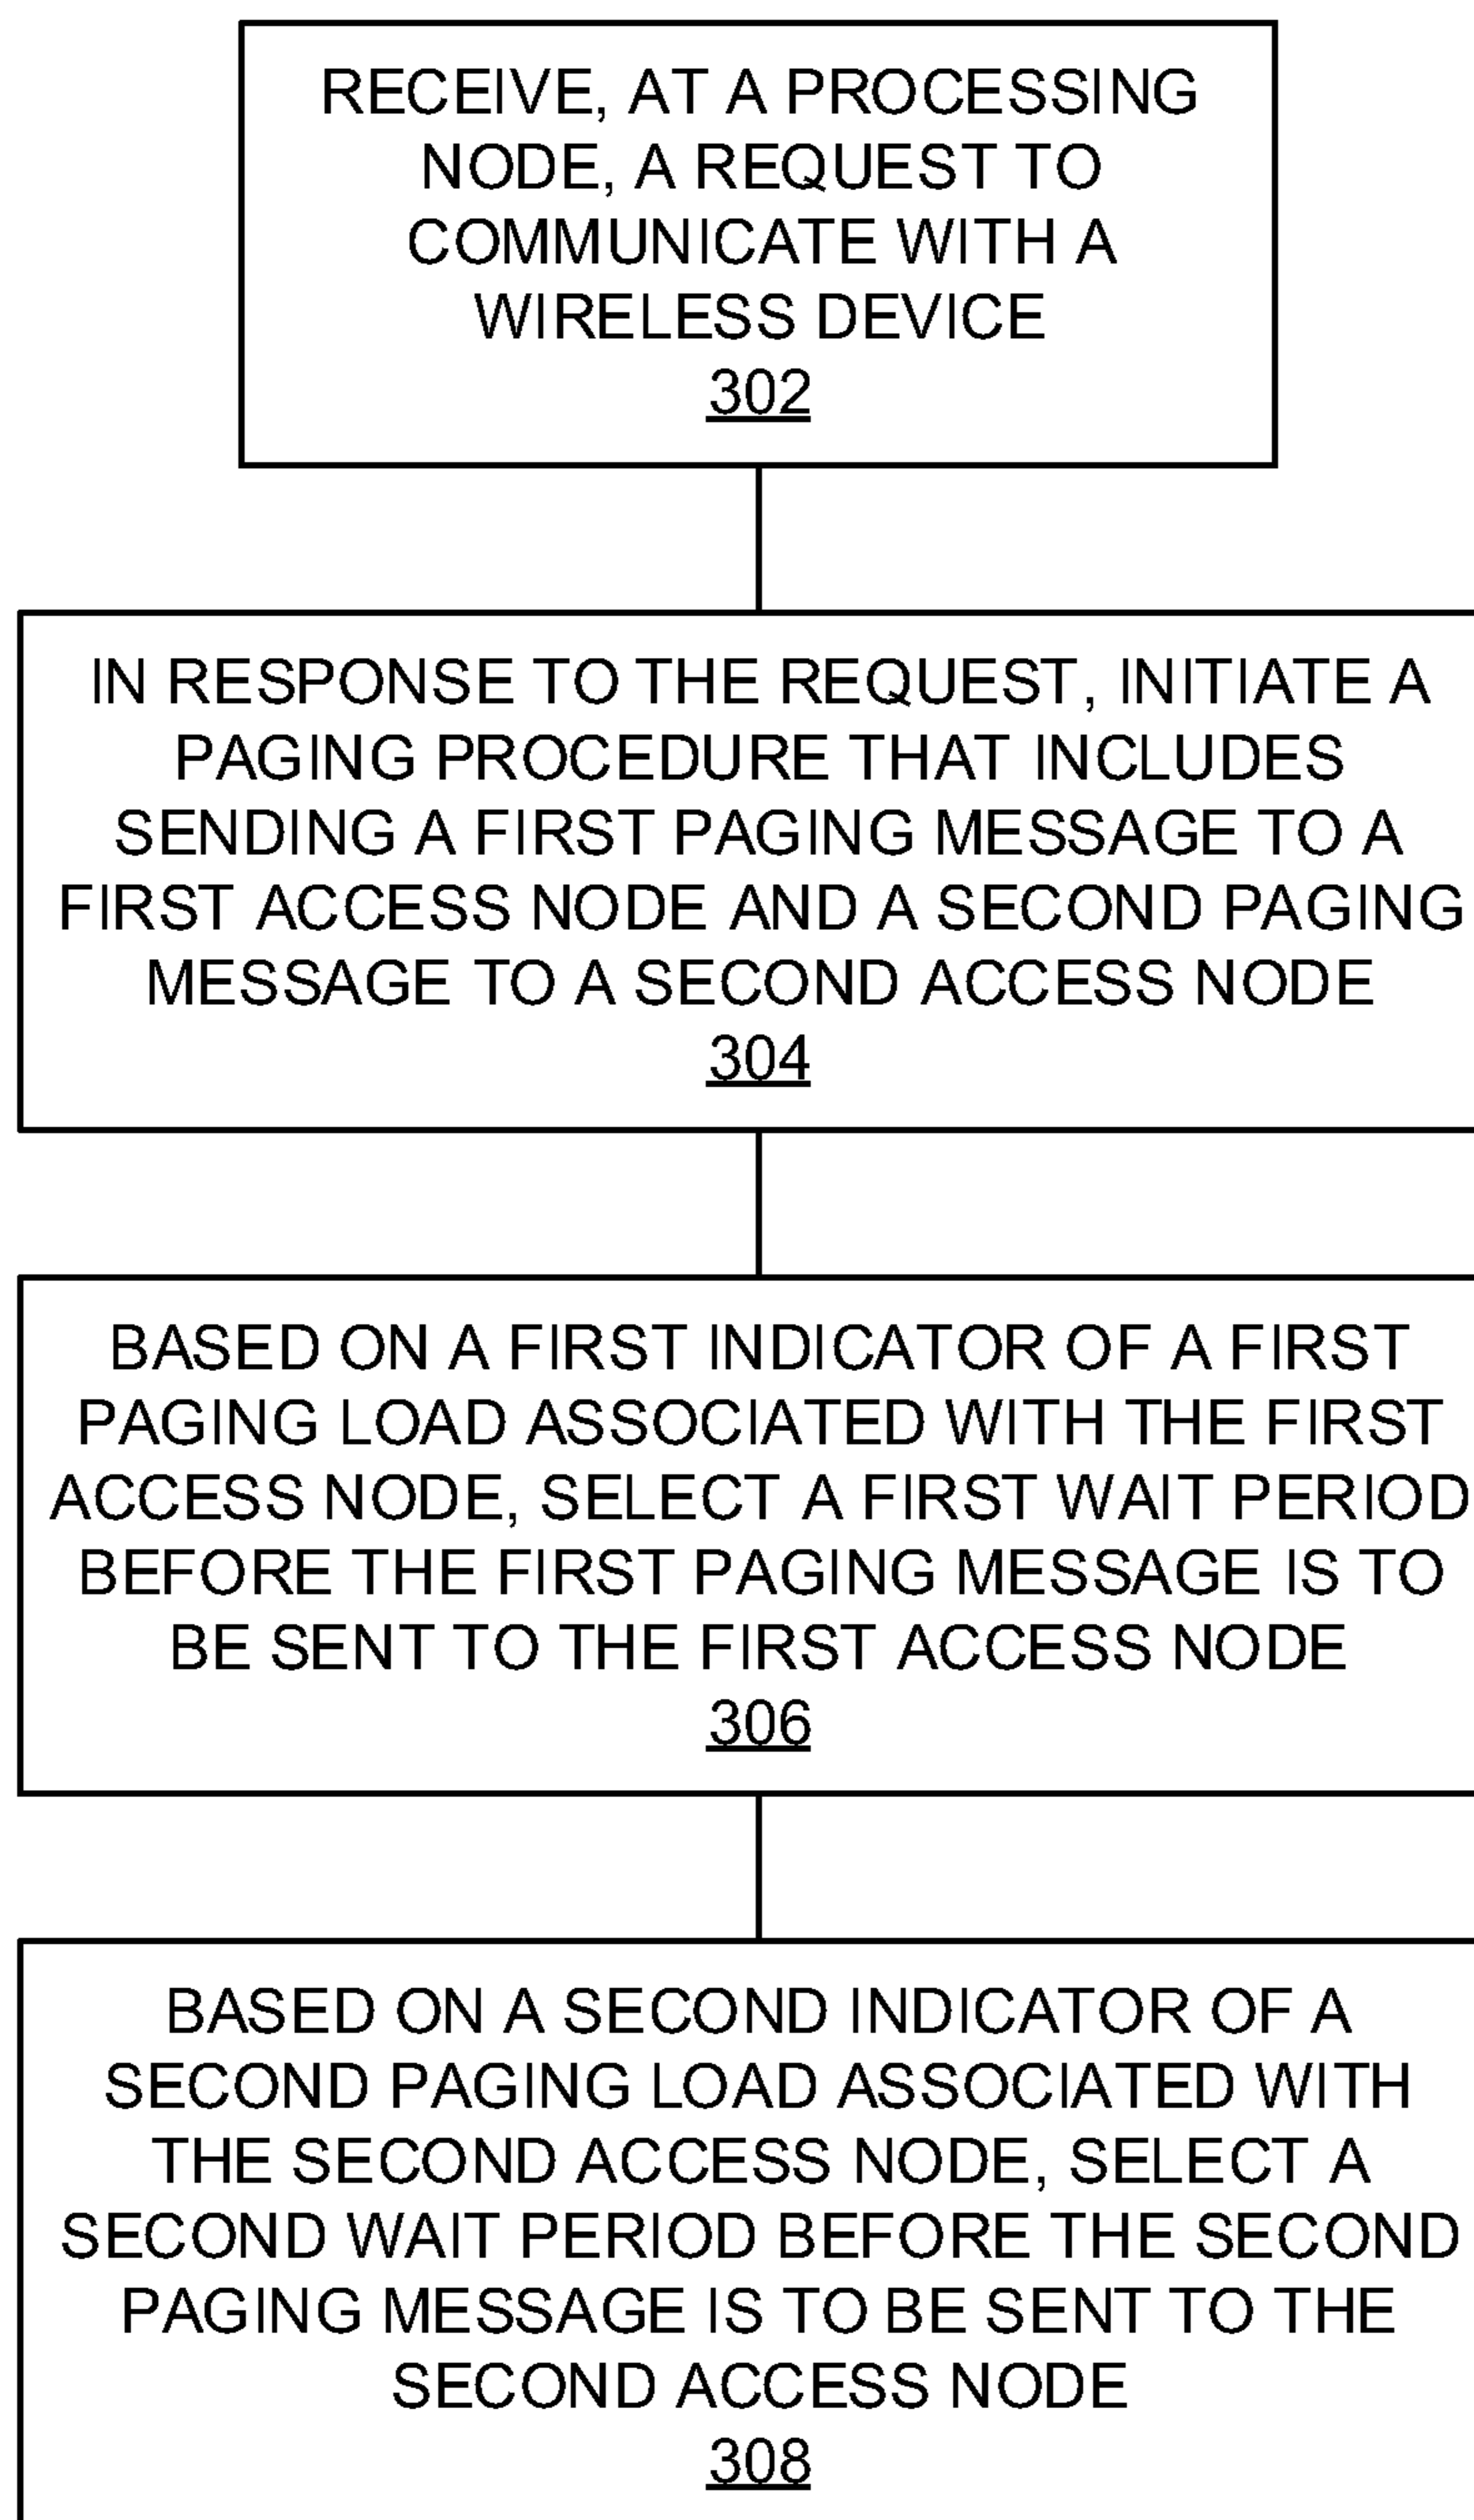 RECEIVE, AT A PROCESSING
NODE, A REQUEST TO
COMMUNICATE WITH A
WIRELESS DEVICE
302
IN RESPONSE TO THE REQUEST, INITIATE A
PAGING PROCEDURE THAT INCLUDES
SENDING A FIRST PAGING MESSAGE TO A
FIRST ACCESS NODE AND A SECOND PAGING
MESSAGE TO A SECOND ACCESS NODE
304
BASED ON A FIRST INDICATOR OF A FIRST
PAGING LOAD ASSOCIATED WITH THE FIRST
ACCESS NODE, SELECT A FIRST WAIT PERIOD
BEFORE THE FIRST PAGING MESSAGE IS TO
BE SENT TO THE FIRST ACCESS NODE
306
BASED ON A SECOND INDICATOR OF A
SECOND PAGING LOAD ASSOCIATED WITH
THE SECOND ACCESS NODE, SELECT A
SECOND WAIT PERIOD BEFORE THE SECOND
PAGING MESSAGE IS TO BE SENT TO THE
SECOND ACCESS NODE
308